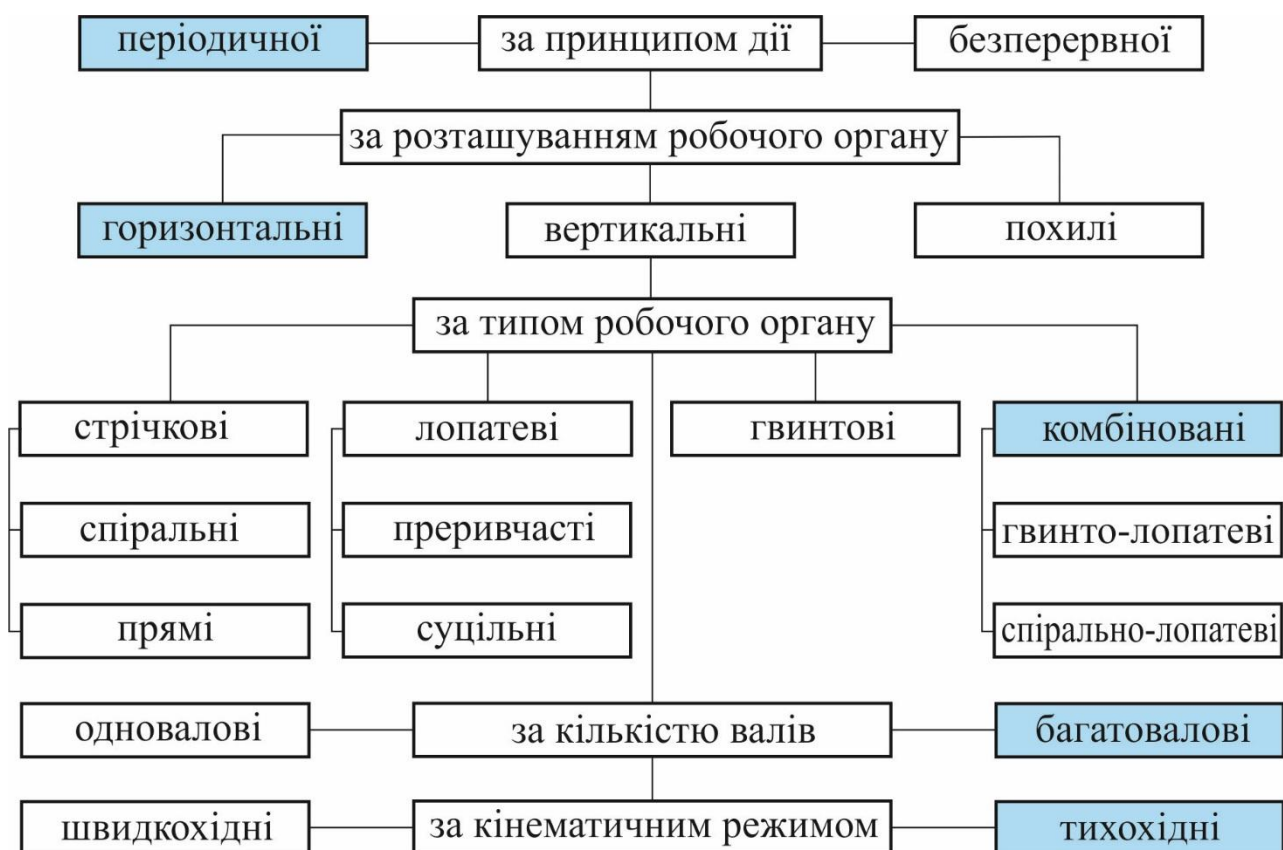 періодичної
за принципом дії
безперервної
за розташуванням робочого органу
горизонтальні
вертикальні
похилі
за типом робочого органу
стрічкові
лопатеві
гвинтові
комбіновані
спіральні
преривчасті
гвинто-лопатеві
прямі
суцільні
спірально-лопатеві
одновалові
за кількістю валів
багатовалові
швидкохідні
за кінематичним режимом
тихохідні